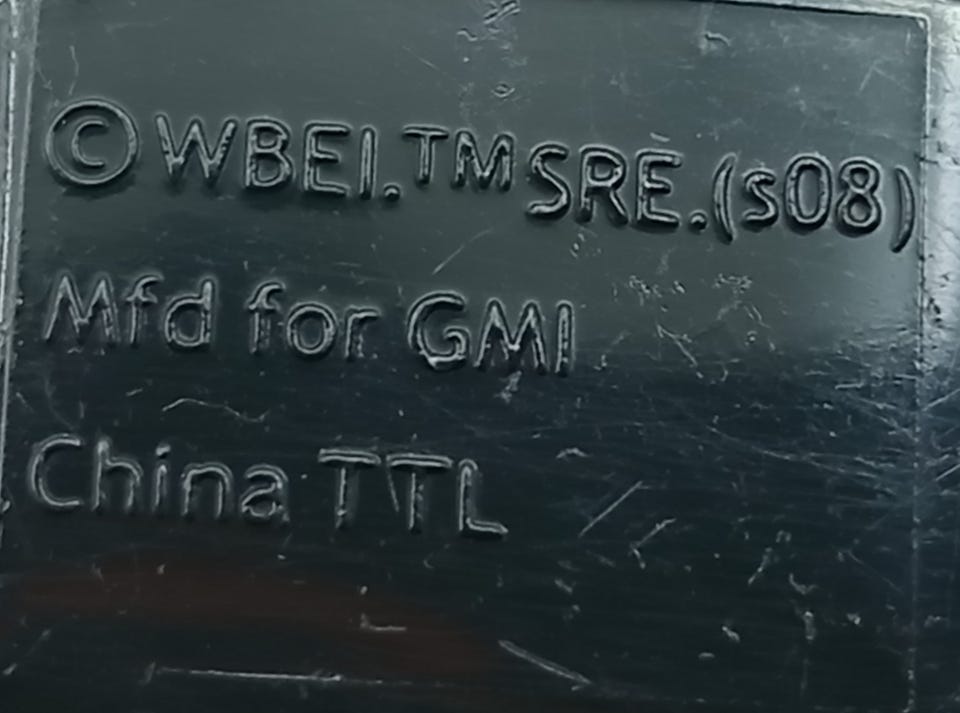 ©WBEI.™SRE.(s08)
Mfd for GMI
China TTL